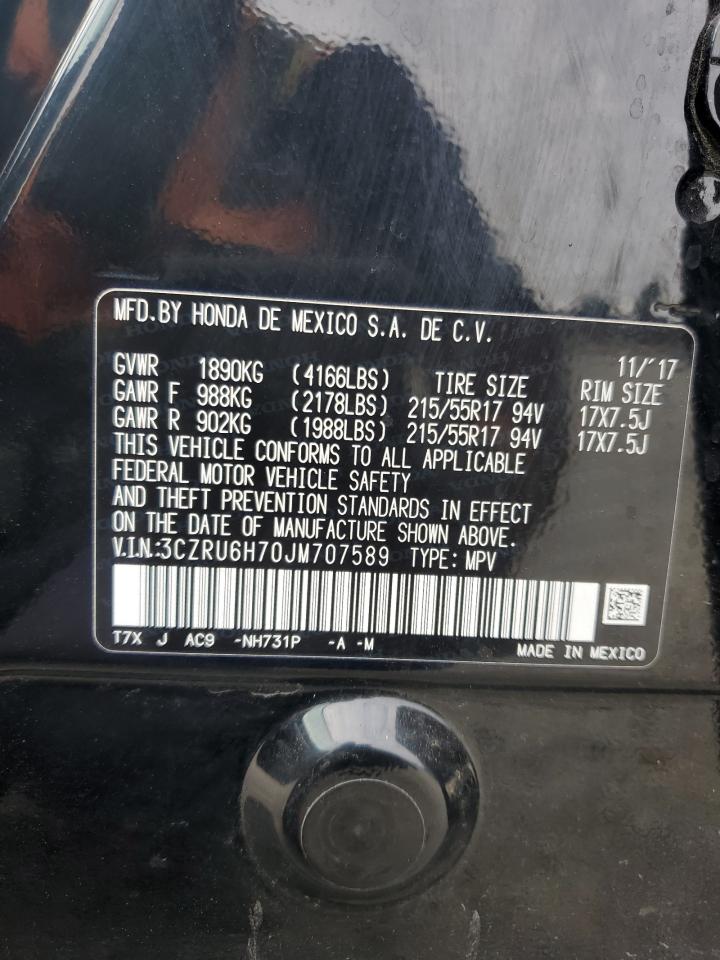 MFD.BY HONDA DE MEXICO S.A. DE C.V.
11/'17
GVWR 1890KG (4166LBS) TIRE SIZE RIM SIZE
GAWR F 988KG (2178LBS) 215/55R17 94V 17X7.5J
GAWR R 902KG (1988LBS) 215/55R17 94V 17X7.5J
THIS VEHICLE CONFORMS TO ALL APPLICABLE
FEDERAL MOTOR VEHICLE SAFETY
AND THEFT PREVENTION STANDARDS IN EFFECT
ON THE DATE OF MANUFACTURE SHOWN ABOVE.
V.I.N.:3CZRU6H70JM707589 TYPE: MPV
T7X J AC9 -NH731P -A -M
MADE IN MEXICO